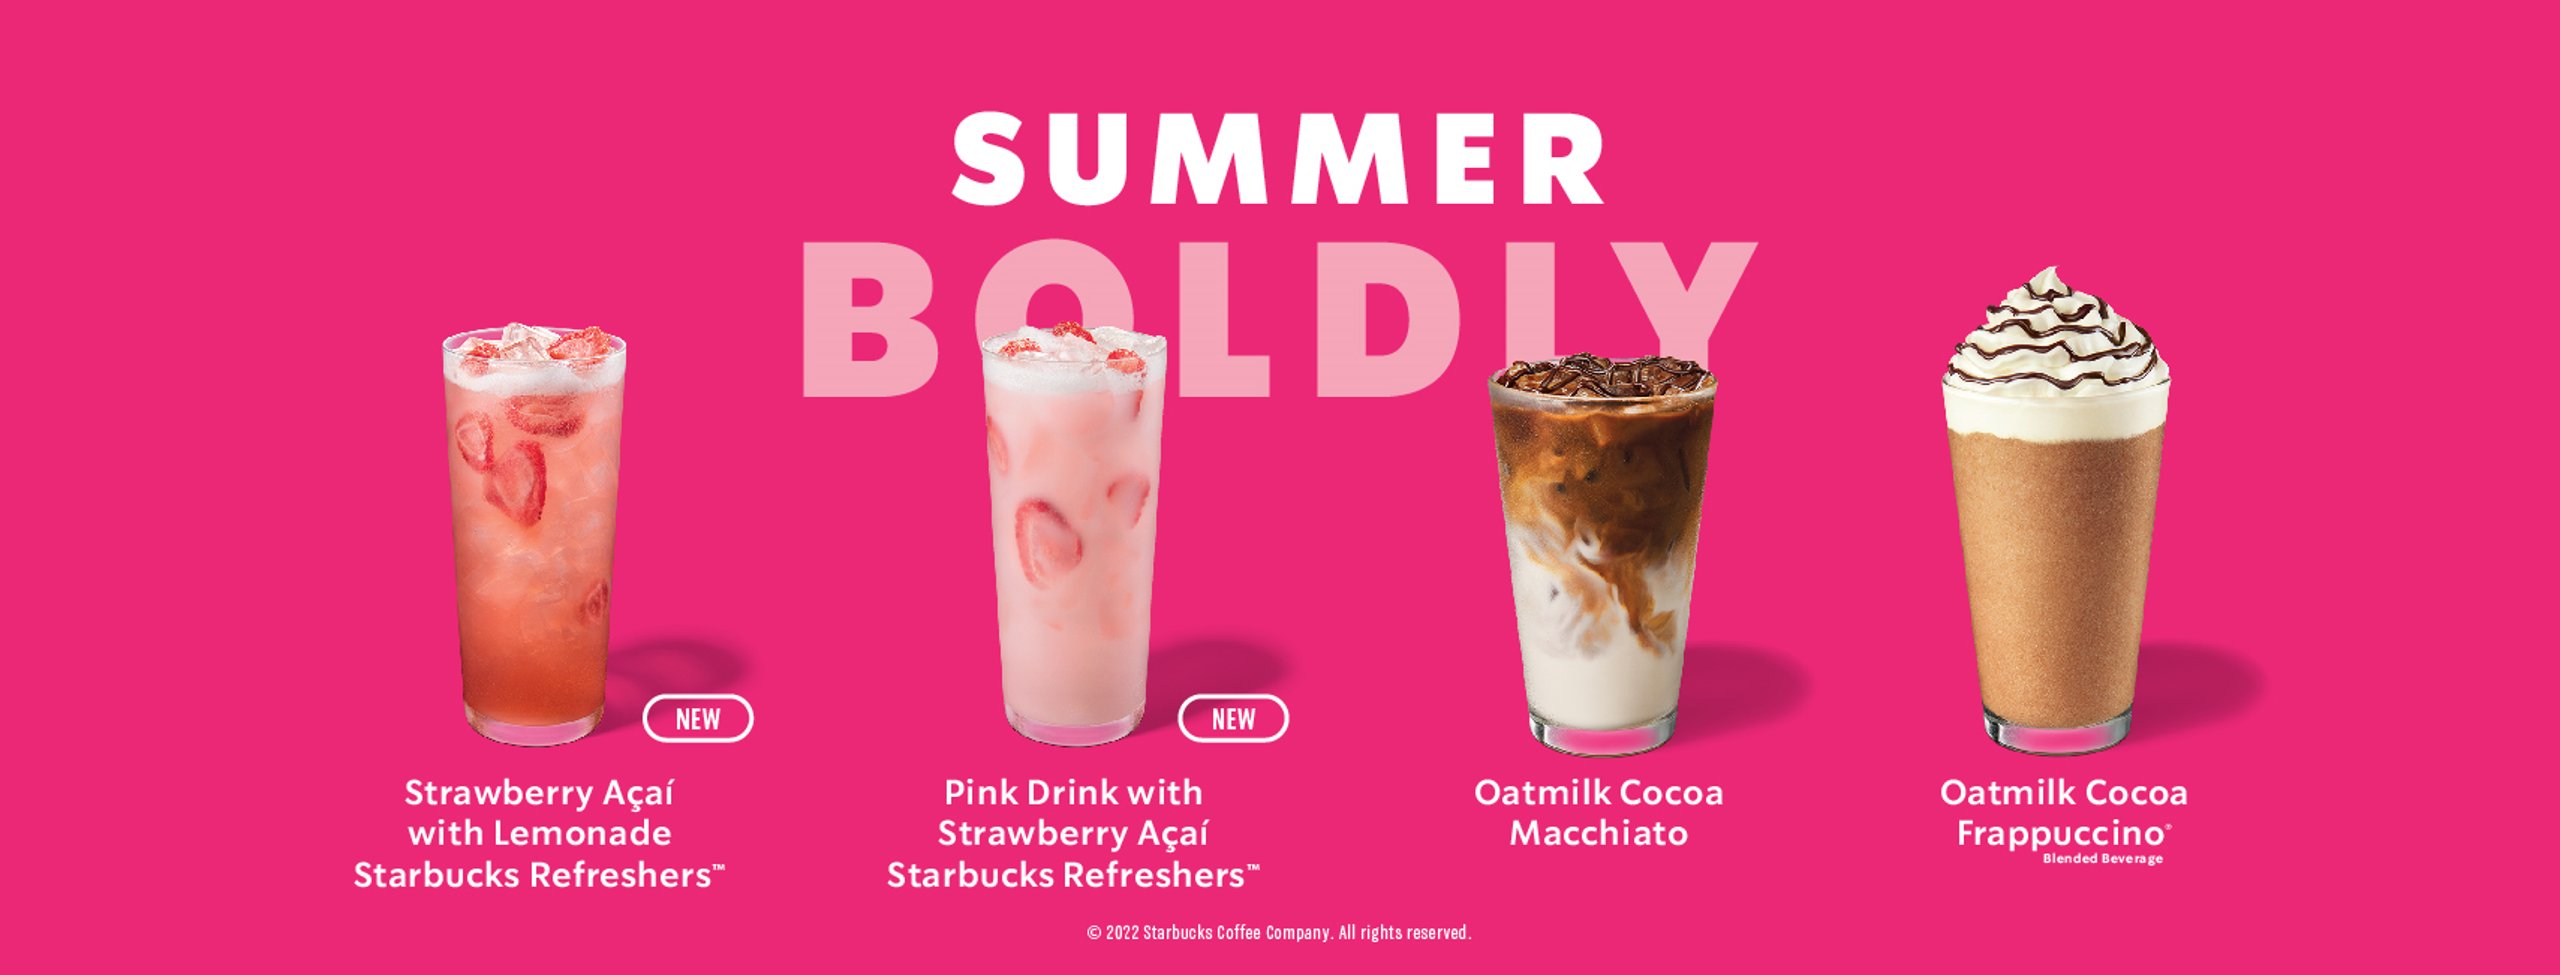 SUMMER
BOLDLY
NEW
NEW
Strawberry Açaí
with Lemonade
Starbucks Refreshers™
Pink Drink with
Strawberry Açaí
Starbucks Refreshers™
Oatmilk Cocoa
Macchiato
Oatmilk Cocoa
Frappuccino®
Blended Beverage
© 2022 Starbucks Coffee Company. All rights reserved.